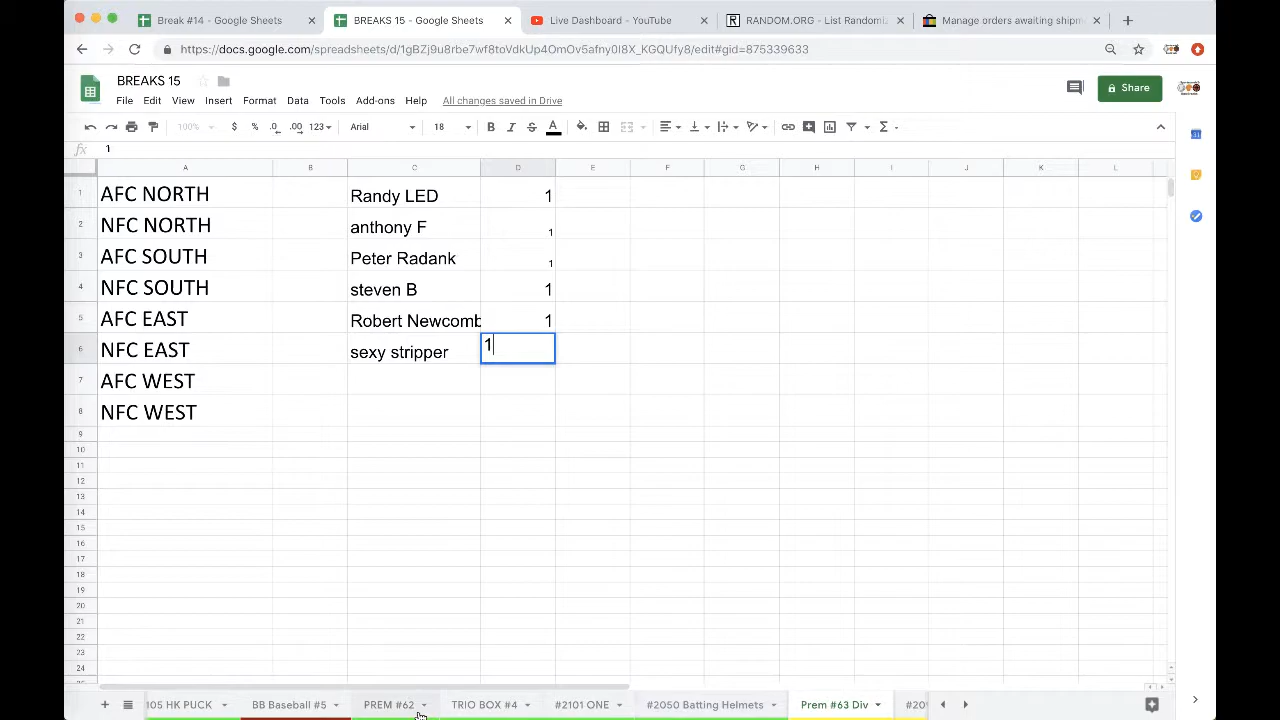 Break #14 - Google Sheets
BREAKS 15 - Google Sheets
Live Dashboard - YouTube
RANDOM.ORG - List Randomiz
Manage orders awaiting shipm
https://docs.google.com/spreadsheets/d/1gBZj9u8rbe7wf8toVdkUp4OmOv5afny0I8X_KGQUfy8/edit#gid=875339633
BREAKS 15
File Edit View Insert Format Data Tools Add-ons Help All changes saved in Drive
Share
100% $ % .0 .00 123 Arial 18 B I S A
fx 1
A B C D E F G H I J K L
1 AFC NORTH Randy LED 1
2 NFC NORTH anthony F 1
3 AFC SOUTH Peter Radank 1
4 NFC SOUTH steven B 1
5 AFC EAST Robert Newcomb 1
6 NFC EAST sexy stripper 1
7 AFC WEST
8 NFC WEST
9
10
11
12
13
14
15
16
17
18
19
20
21
22
23
24
105 HK PUCK BB Baseball #5 PREM #62 RIO BOX #4 #2101 ONE #2050 Batting Helmets Prem #63 Div